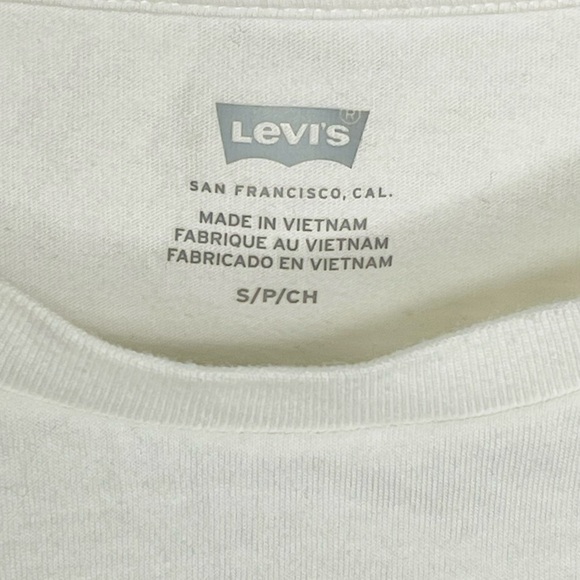 Levi's ®
SAN FRANCISCO, CAL.
MADE IN VIETNAM
FABRIQUE AU VIETNAM
FABRICADO EN VIETNAM
S/P/CH